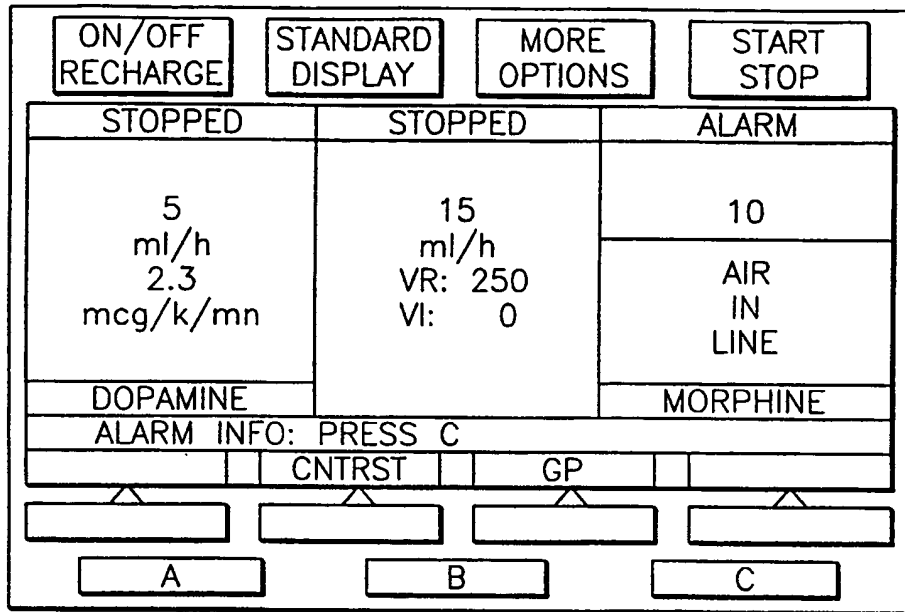 ON/OFF
RECHARGE
STANDARD
DISPLAY
MORE
OPTIONS
START
STOP
STOPPED
5
ml/h
2.3
mcg/k/mn
DOPAMINE
STOPPED
15
ml/h
VR: 250
VI: 0
ALARM
10
AIR
IN
LINE
MORPHINE
ALARM INFO: PRESS C
CNTRST
GP
A
B
C